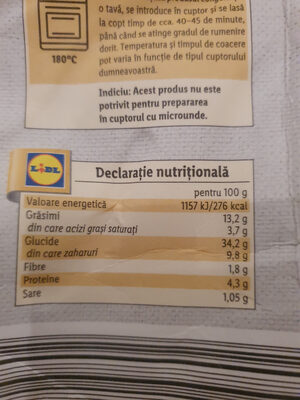 o tavă, se introduce în cuptor și se lasă
la copt timp de cca. 40-45 de minute,
până când se atinge gradul de rumenire
dorit. Temperatura și timpul de coacere
pot varia în funcție de tipul cuptorului
dumneavoastră.
180°C
Indiciu: Acest produs nu este
potrivit pentru prepararea
în cuptorul cu microunde.
LIDL
Declarație nutrițională
pentru 100 g
Valoare energetică 1157 kJ/276 kcal
Grăsimi 13,2 g
din care acizi grași saturați 3,7 g
Glucide 34,2 g
din care zaharuri 9,8 g
Fibre 1,8 g
Proteine 4,3 g
Sare 1,05 g